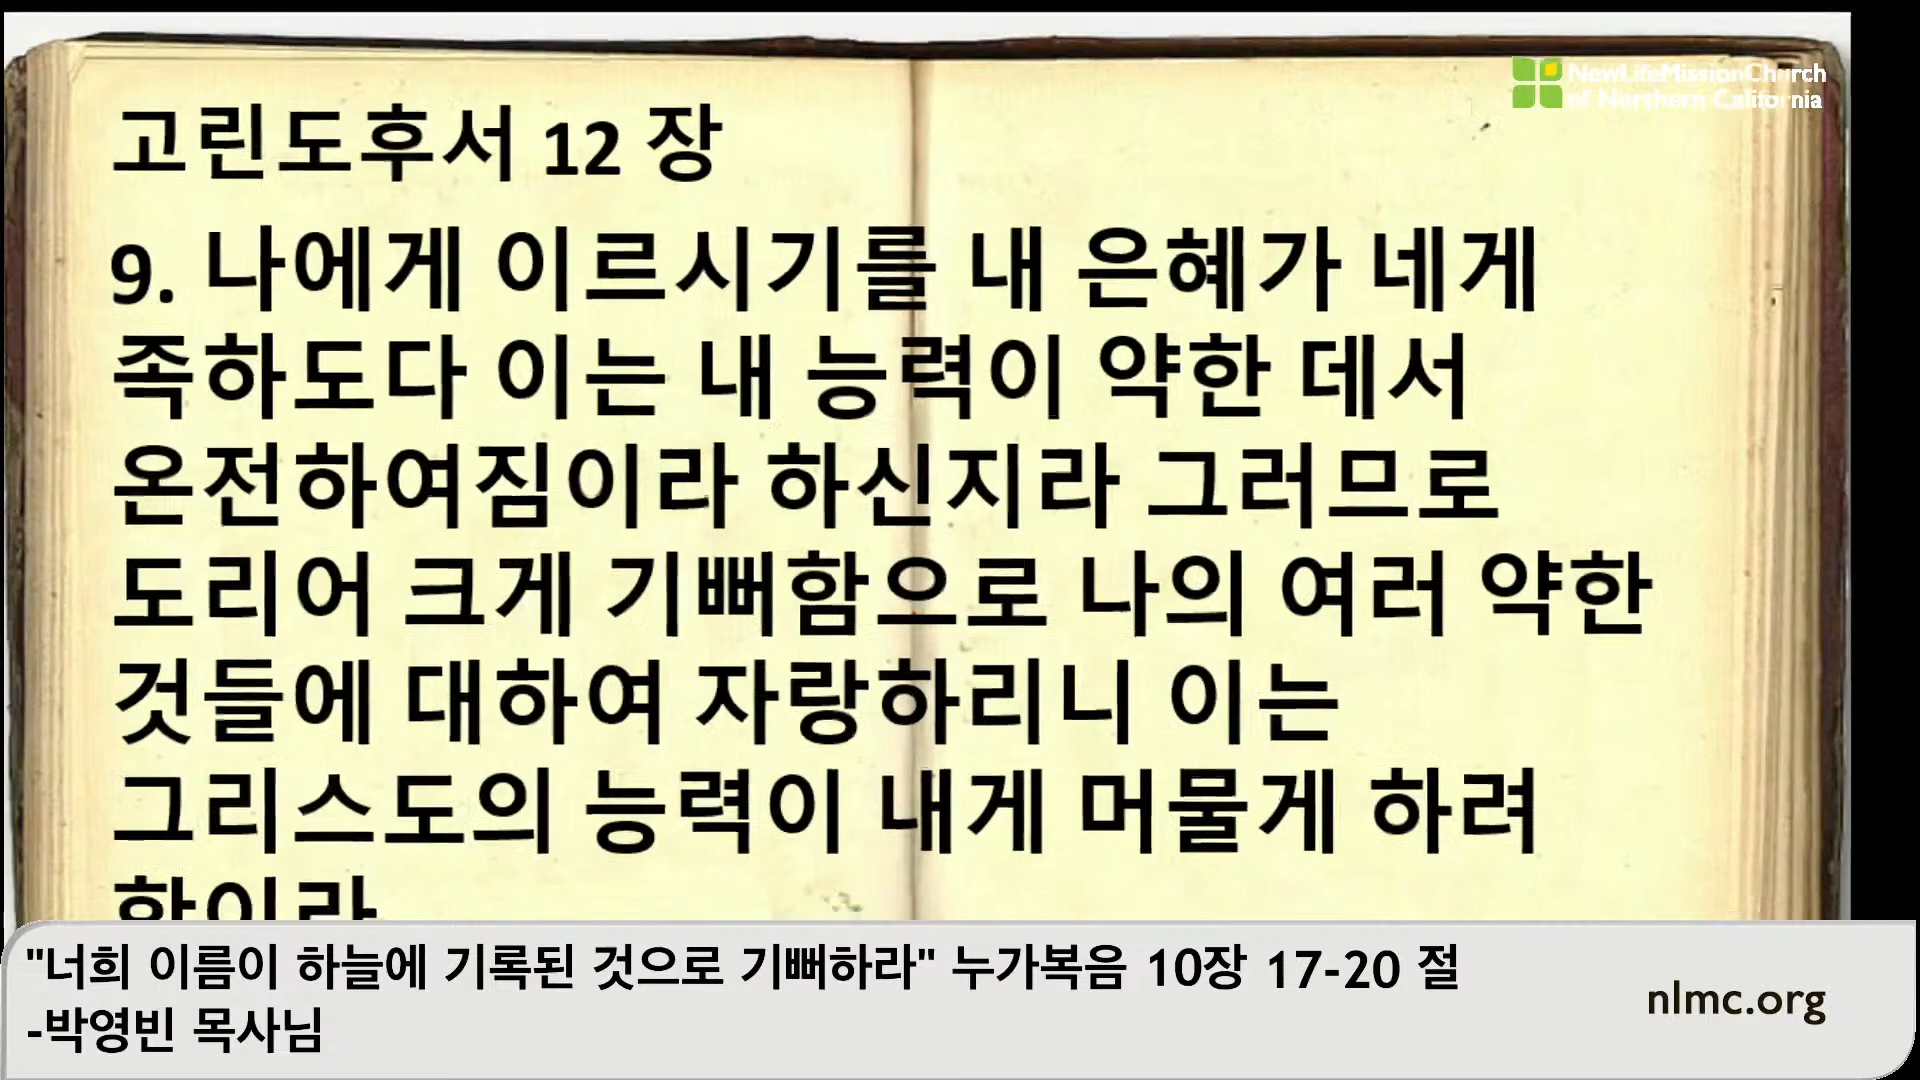 NewLifeMissionChurch
of Northern California
고린도후서 12 장
9. 나에게 이르시기를 내 은혜가 네게
족하도다 이는 내 능력이 약한 데서
온전하여짐이라 하신지라 그러므로
도리어 크게 기뻐함으로 나의 여러 약한
것들에 대하여 자랑하리니 이는
그리스도의 능력이 내게 머물게 하려
함이라
"너희 이름이 하늘에 기록된 것으로 기뻐하라" 누가복음 10장 17-20 절
-박영빈 목사님
nlmc.org